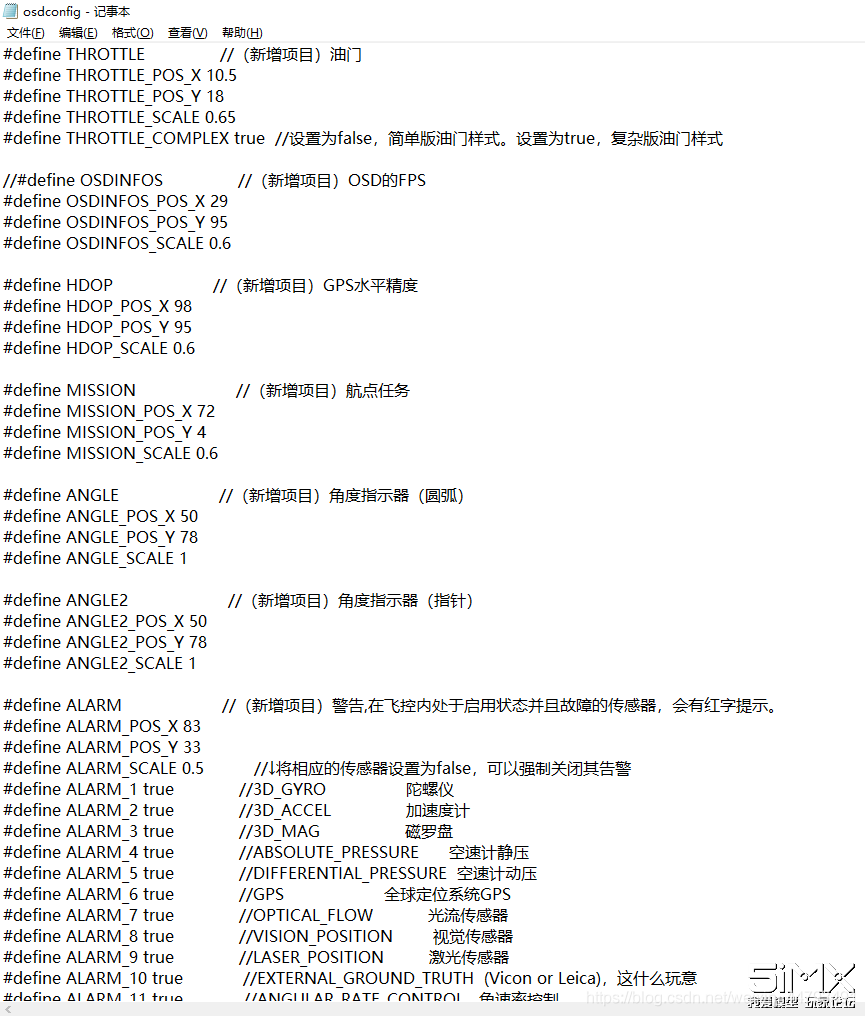 osdconfig - 记事本
文件(F) 编辑(E) 格式(O) 查看(V) 帮助(H)
#define THROTTLE //（新增项目）油门
#define THROTTLE_POS_X 10.5
#define THROTTLE_POS_Y 18
#define THROTTLE_SCALE 0.65
#define THROTTLE_COMPLEX true //设置为false，简单版油门样式。设置为true，复杂版油门样式
//#define OSDINFOS //（新增项目）OSD的FPS
#define OSDINFOS_POS_X 29
#define OSDINFOS_POS_Y 95
#define OSDINFOS_SCALE 0.6
#define HDOP //（新增项目）GPS水平精度
#define HDOP_POS_X 98
#define HDOP_POS_Y 95
#define HDOP_SCALE 0.6
#define MISSION //（新增项目）航点任务
#define MISSION_POS_X 72
#define MISSION_POS_Y 4
#define MISSION_SCALE 0.6
#define ANGLE //（新增项目）角度指示器（圆弧）
#define ANGLE_POS_X 50
#define ANGLE_POS_Y 78
#define ANGLE_SCALE 1
#define ANGLE2 //（新增项目）角度指示器（指针）
#define ANGLE2_POS_X 50
#define ANGLE2_POS_Y 78
#define ANGLE2_SCALE 1
#define ALARM //（新增项目）警告,在飞控内处于启用状态并且故障的传感器，会有红字提示。
#define ALARM_POS_X 83
#define ALARM_POS_Y 33
#define ALARM_SCALE 0.5 //↓将相应的传感器设置为false，可以强制关闭其告警
#define ALARM_1 true //3D_GYRO 陀螺仪
#define ALARM_2 true //3D_ACCEL 加速度计
#define ALARM_3 true //3D_MAG 磁罗盘
#define ALARM_4 true //ABSOLUTE_PRESSURE 空速计静压
#define ALARM_5 true //DIFFERENTIAL_PRESSURE 空速计动压
#define ALARM_6 true //GPS 全球定位系统GPS
#define ALARM_7 true //OPTICAL_FLOW 光流传感器
#define ALARM_8 true //VISION_POSITION 视觉传感器
#define ALARM_9 true //LASER_POSITION 激光传感器
#define ALARM_10 true //EXTERNAL_GROUND_TRUTH (Vicon or Leica)，这什么玩意
#define ALARM_11 true //ANGULAR_RATE_CONTROL 角速率控制
5iMX
我爱模型 玩家论坛
https://blog.csdn.net/we